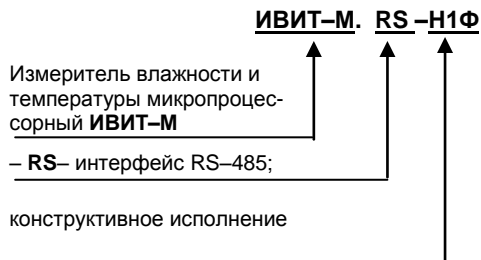 ИВИТ–М. RS –Н1Ф
Измеритель влажности и
температуры микропроцес-
сорный ИВИТ–М
– RS– интерфейс RS–485;
конструктивное исполнение